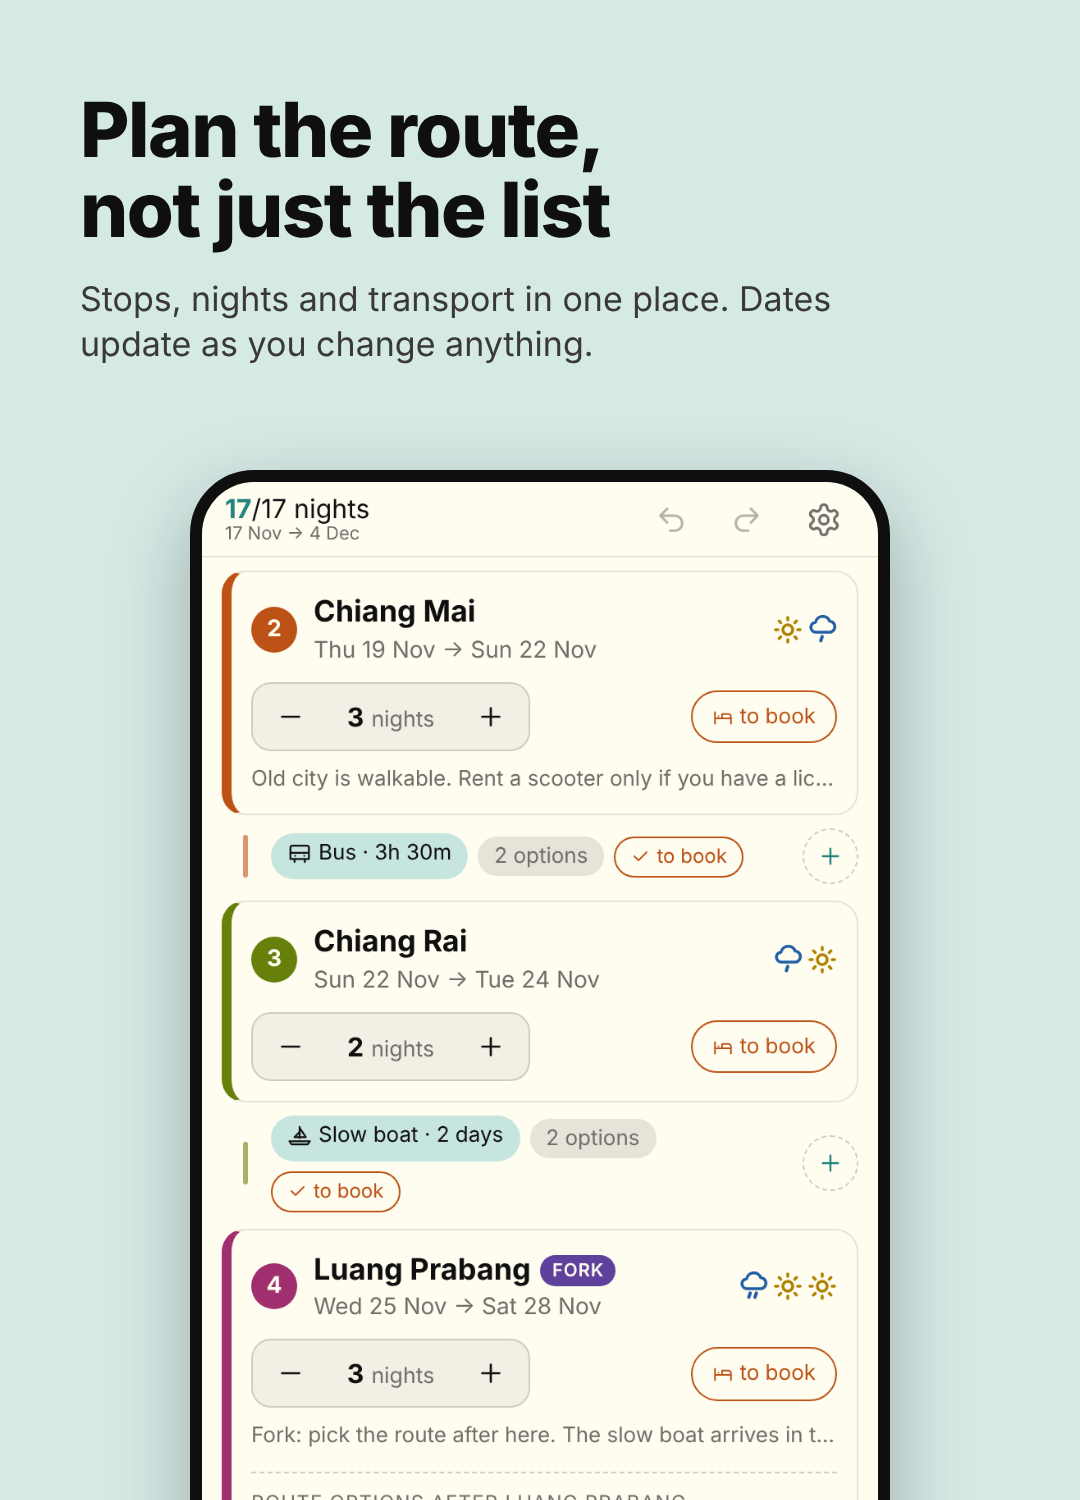 Plan the route,
not just the list
Stops, nights and transport in one place. Dates
update as you change anything.
17/17 nights
17 Nov → 4 Dec
2
Chiang Mai
Thu 19 Nov → Sun 22 Nov
− 3 nights +
to book
Old city is walkable. Rent a scooter only if you have a lic...
Bus · 3h 30m
2 options
to book
+
3
Chiang Rai
Sun 22 Nov → Tue 24 Nov
− 2 nights +
to book
Slow boat · 2 days
2 options
to book
+
4
Luang Prabang FORK
Wed 25 Nov → Sat 28 Nov
− 3 nights +
to book
Fork: pick the route after here. The slow boat arrives in t...
ROUTE OPTIONS AFTER LUANG PRABANG